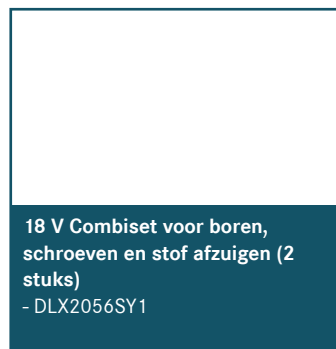 18 V Combiset voor boren,
schroeven en stof afzuigen (2
stuks)
- DLX2056SY1